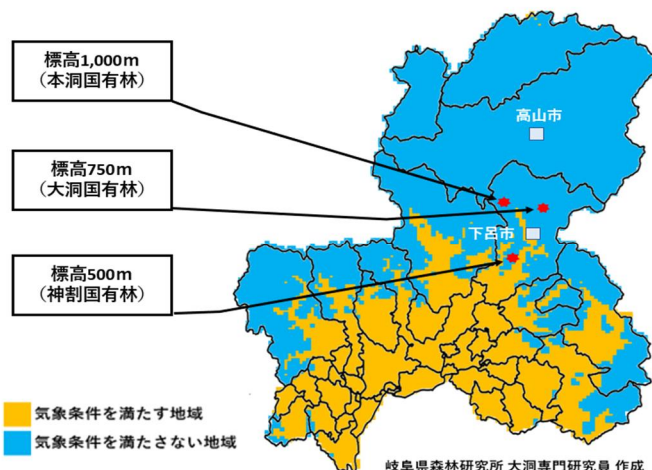 標高1,000m
（本洞国有林）
高山市
標高750m
（大洞国有林）
下呂市
標高500m
（神割国有林）
気象条件を満たす地域
気象条件を満たさない地域
岐阜県森林研究所 大洞専門研究員 作成